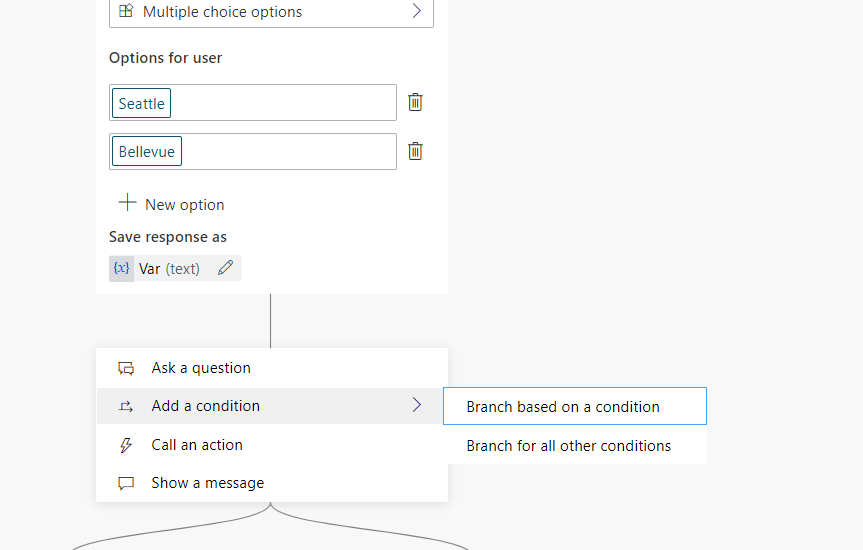 Multiple choice options
Options for user
Seattle
Bellevue
New option
Save response as
{x} Var (text)
Ask a question
Add a condition
Branch based on a condition
Branch for all other conditions
Call an action
Show a message